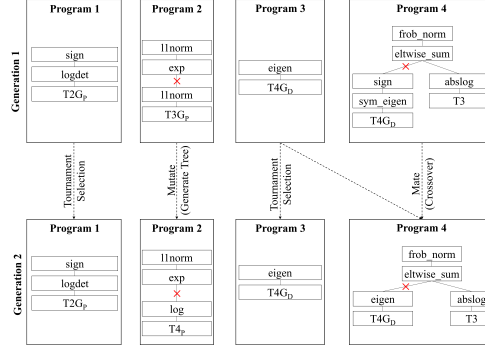 Program 1
Program 2
Program 3
Program 4
Generation 1
sign
logdet
T2G_P
l1norm
exp
l1norm
T3G_P
eigen
T4G_D
frob_norm
eltwise_sum
sign
abslog
sym_eigen
T3
T4G_D
Tournament
Selection
Mutate
(Generate Tree)
Tournament
Selection
Mate
(Crossover)
Generation 2
Program 1
Program 2
Program 3
Program 4
sign
logdet
T2G_P
l1norm
exp
log
T4_P
eigen
T4G_D
frob_norm
eltwise_sum
eigen
abslog
T4G_D
T3